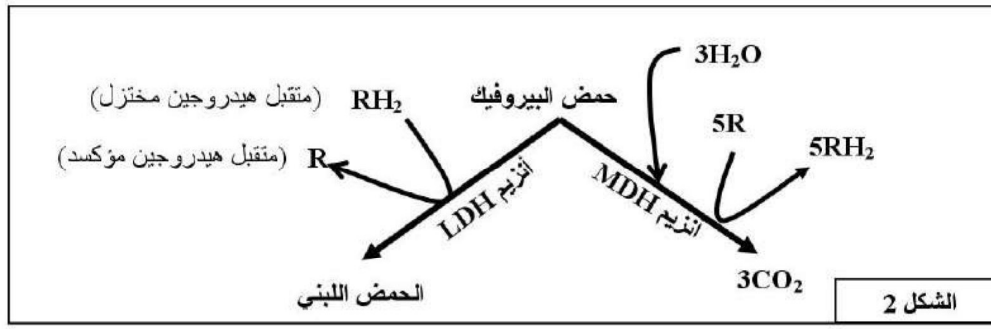 3H₂O
حمض البيروفيك
RH₂ (متقبل هيدروجين مختزل)
5R
5RH₂
R (متقبل هيدروجين مؤكسد)
أنزيم LDH
انزيم MDH
الحمض اللبني
3CO₂
الشكل 2